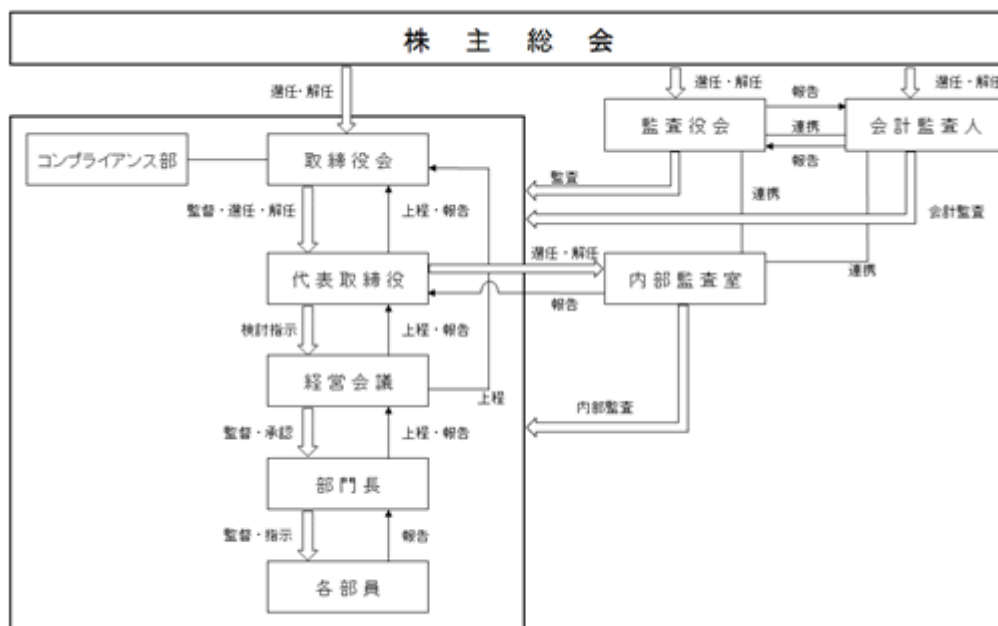 株主総会
選任・解任
選任・解任
選任・解任
監査役会
報告
連携
報告
会計監査人
コンプライアンス部
取締役会
監査
連携
会計監査
監督・選任・解任
上程・報告
選任・解任
代表取締役
内部監査室
連携
報告
検討指示
上程・報告
経営会議
上程
内部監査
監督・承認
上程・報告
部門長
監督・指示
報告
各部員